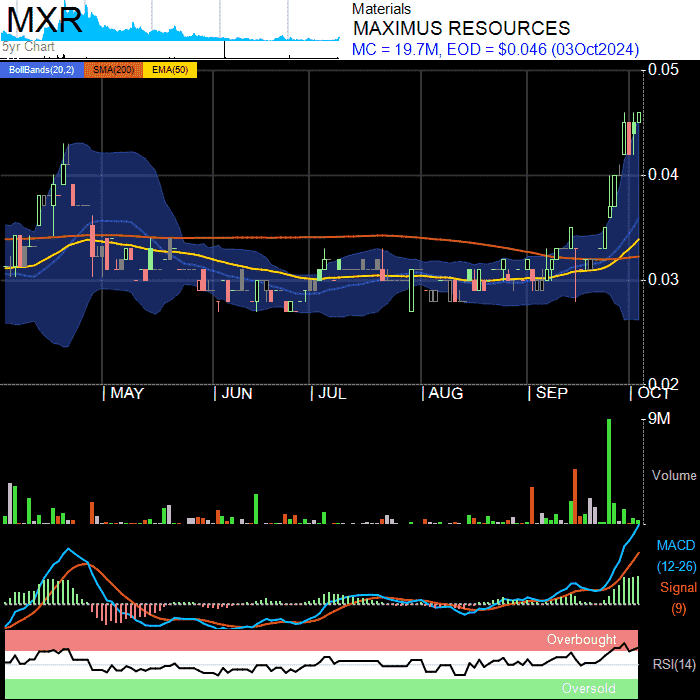 MXR
5yr Chart
Materials
MAXIMUS RESOURCES
MC = 19.7M, EOD = $0.046 (03Oct2024)
BollBands(20,2) SMA(200) EMA(50)
0.05
0.04
0.03
0.02
MAY JUN JUL AUG SEP OCT
9M
Volume
MACD
(12-26)
Signal
(9)
Overbought
RSI(14)
Oversold